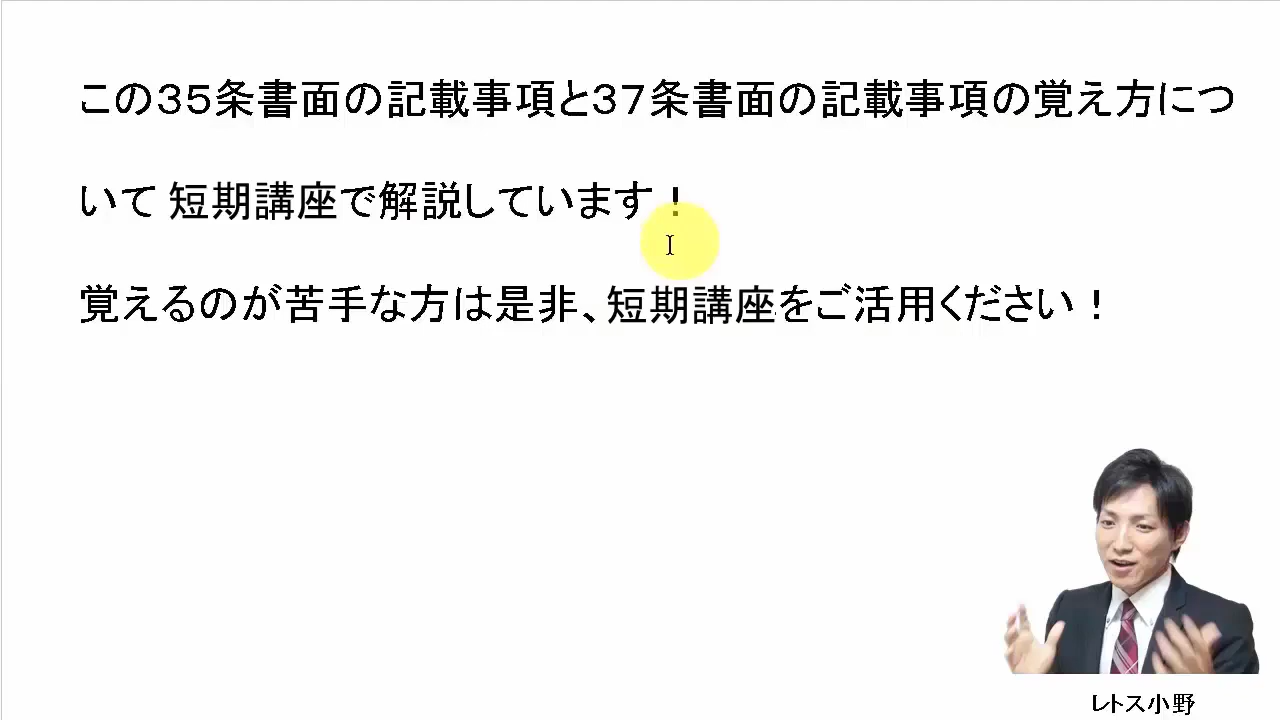 この３５条書面の記載事項と３７条書面の記載事項の覚え方につ
いて 短期講座で解説しています！
覚えるのが苦手な方は是非、短期講座をご活用ください！
レトス小野